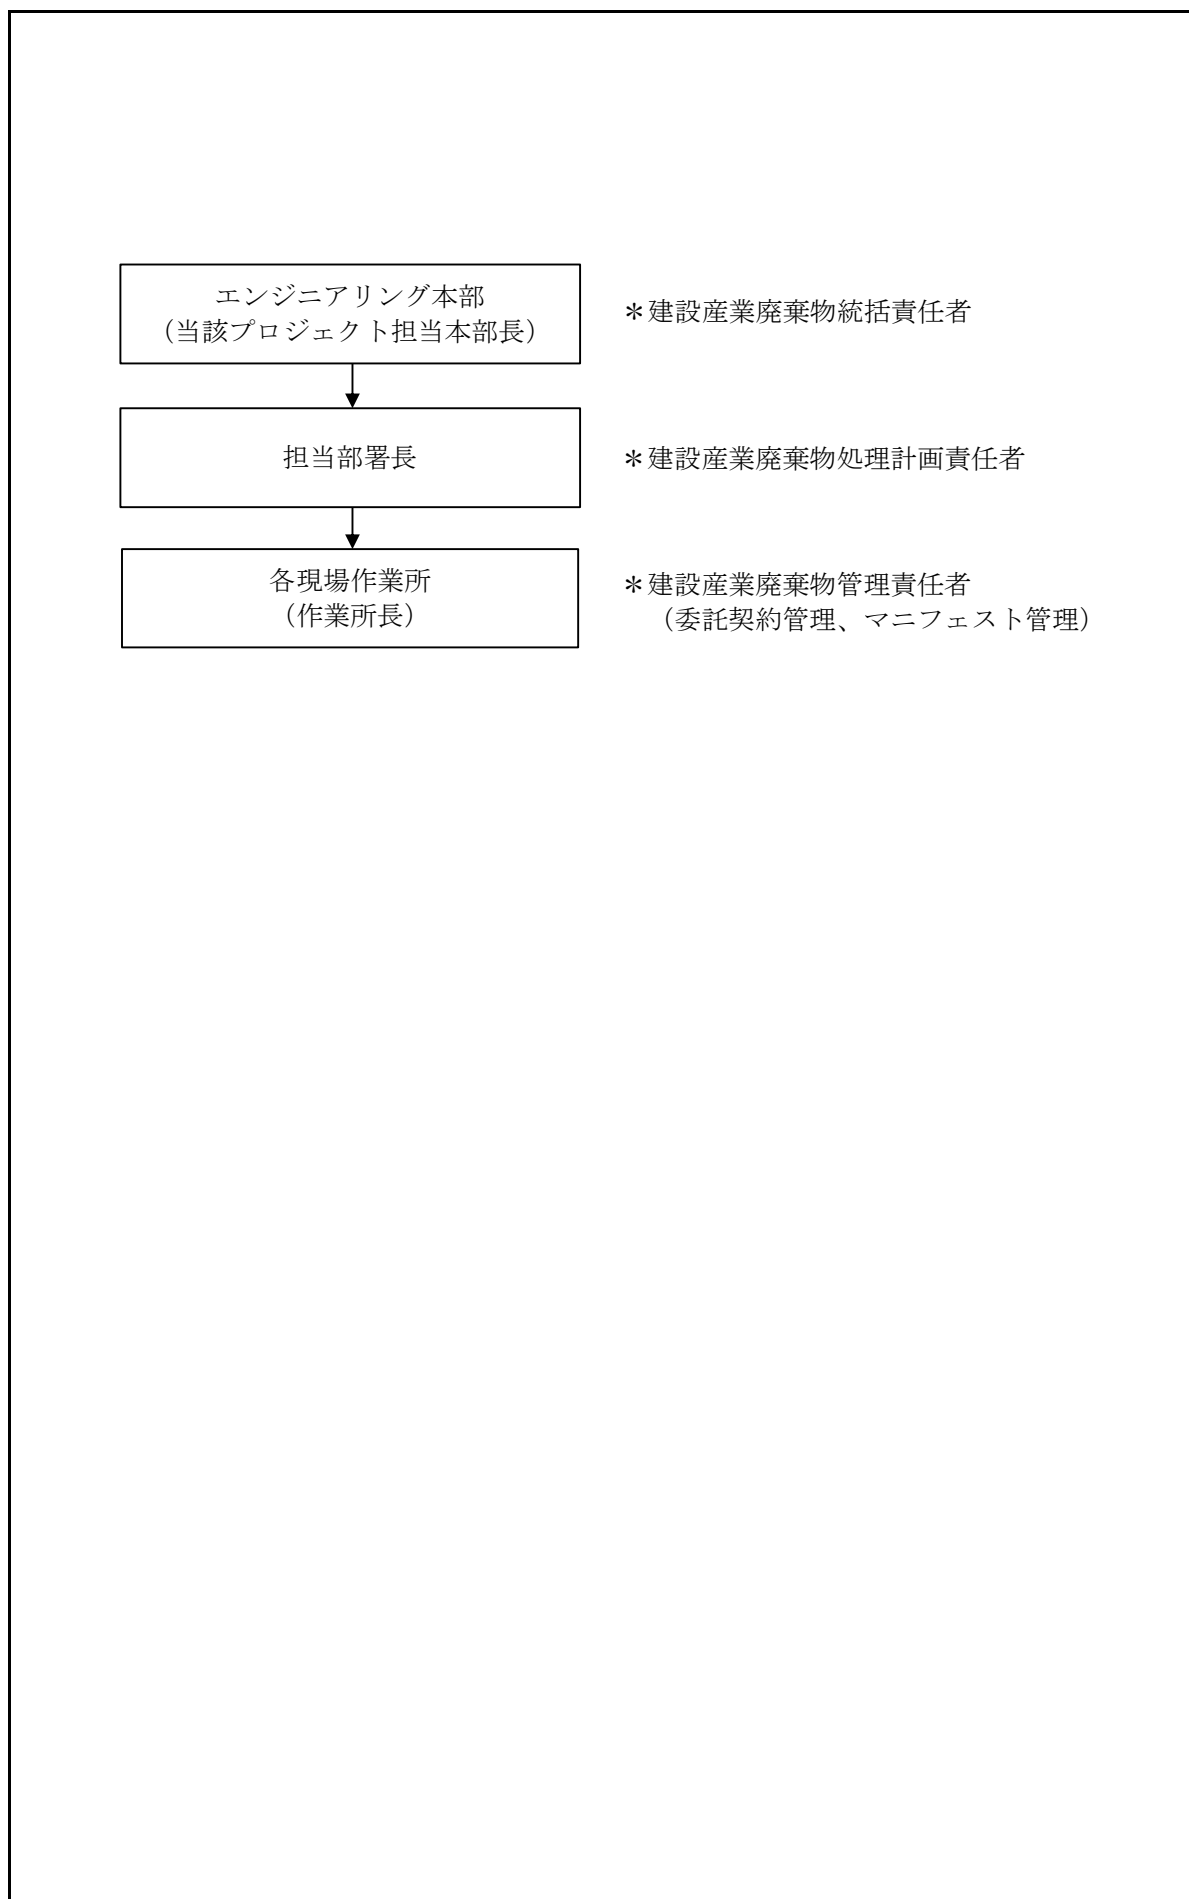 エンジニアリング本部
（当該プロジェクト担当本部長）
＊建設産業廃棄物統括責任者
担当部署長
＊建設産業廃棄物処理計画責任者
各現場作業所
（作業所長）
＊建設産業廃棄物管理責任者
（委託契約管理、マニフェスト管理）